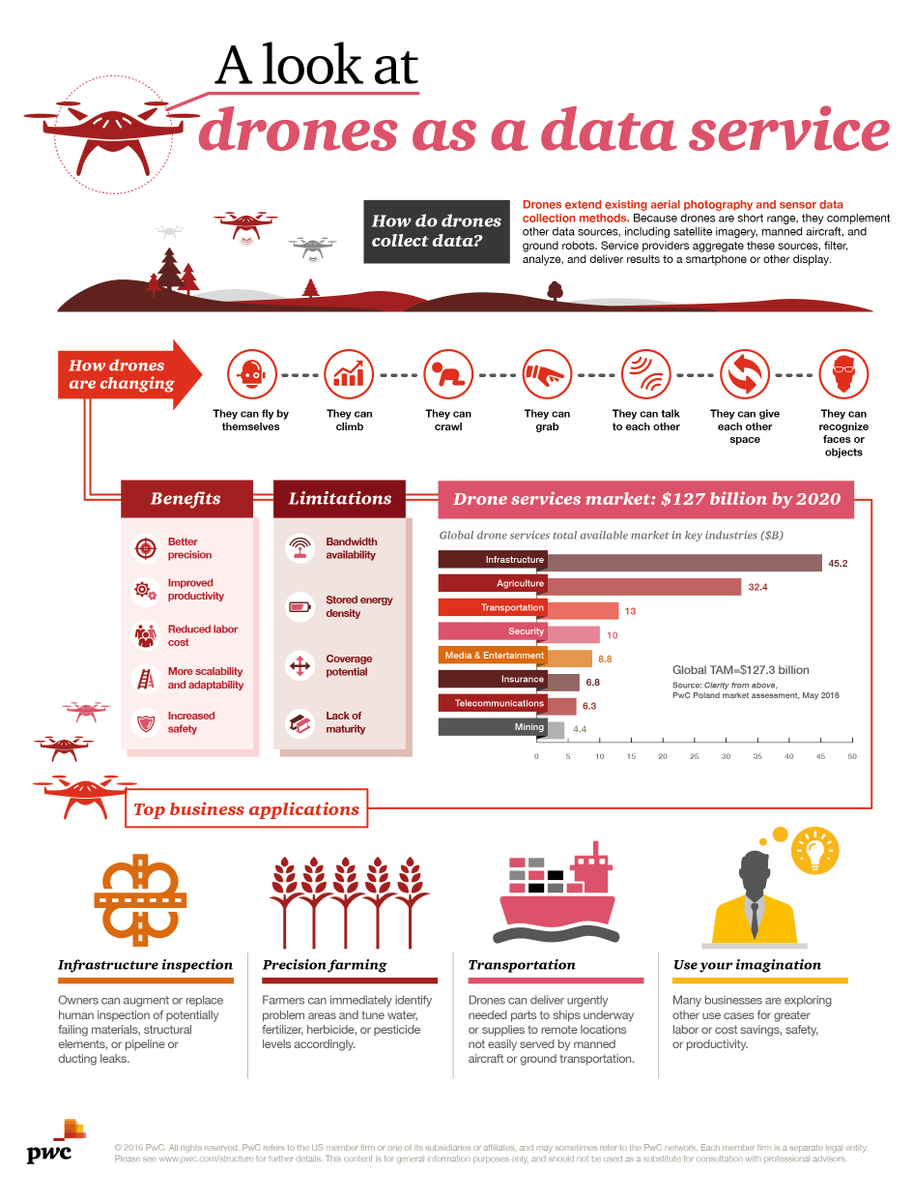 A look at
drones as a data service
How do drones
collect data?
Drones extend existing aerial photography and sensor data
collection methods. Because drones are short range, they complement
other data sources, including satellite imagery, manned aircraft, and
ground robots. Service providers aggregate these sources, filter,
analyze, and deliver results to a smartphone or other display.
How drones
are changing
They can fly by
themselves
They can
climb
They can
crawl
They can
grab
They can talk
to each other
They can give
each other
space
They can
recognize
faces or
objects
Benefits
Better
precision
Improved
productivity
Reduced labor
cost
More scalability
and adaptability
Increased
safety
Limitations
Bandwidth
availability
Stored energy
density
Coverage
potential
Lack of
maturity
Drone services market: $127 billion by 2020
Global drone services total available market in key industries ($B)
Infrastructure 45.2
Agriculture 32.4
Transportation 13
Security 10
Media & Entertainment 8.8
Insurance 6.8
Telecommunications 6.3
Mining 4.4
0 5 10 15 20 25 30 35 40 45 50
Global TAM=$127.3 billion
Source: Clarity from above,
PwC Poland market assessment, May 2016
Top business applications
Infrastructure inspection
Owners can augment or replace
human inspection of potentially
failing materials, structural
elements, or pipeline or
ducting leaks.
Precision farming
Farmers can immediately identify
problem areas and tune water,
fertilizer, herbicide, or pesticide
levels accordingly.
Transportation
Drones can deliver urgently
needed parts to ships underway
or supplies to remote locations
not easily served by manned
aircraft or ground transportation.
Use your imagination
Many businesses are exploring
other use cases for greater
labor or cost savings, safety,
or productivity.
pwc
© 2016 PwC. All rights reserved. PwC refers to the US member firm or one of its subsidiaries or affiliates, and may sometimes refer to the PwC network. Each member firm is a separate legal entity.
Please see www.pwc.com/structure for further details. This content is for general information purposes only, and should not be used as a substitute for consultation with professional advisors.